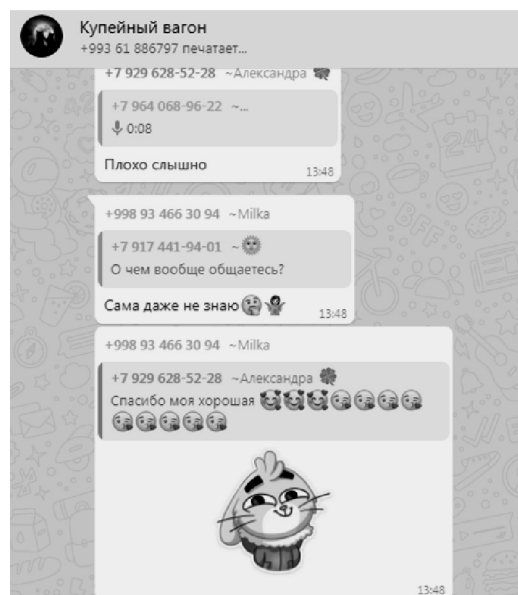 Купейный вагон
+993 61 886797 печатает...
+7 929 628-52-28 ~Александра 🍀
+7 964 068-96-22 ~...
0:08
Плохо слышно
13:48
+998 93 466 30 94 ~Milka
+7 917 441-94-01 ~🌞
О чем вообще общаетесь?
Сама даже не знаю🤔🤷‍♀️
13:48
+998 93 466 30 94 ~Milka
+7 929 628-52-28 ~Александра 🍀
Спасибо моя хорошая 🥰🥰🥰😘😘😘😘
😘😘😘😘😘
13:48